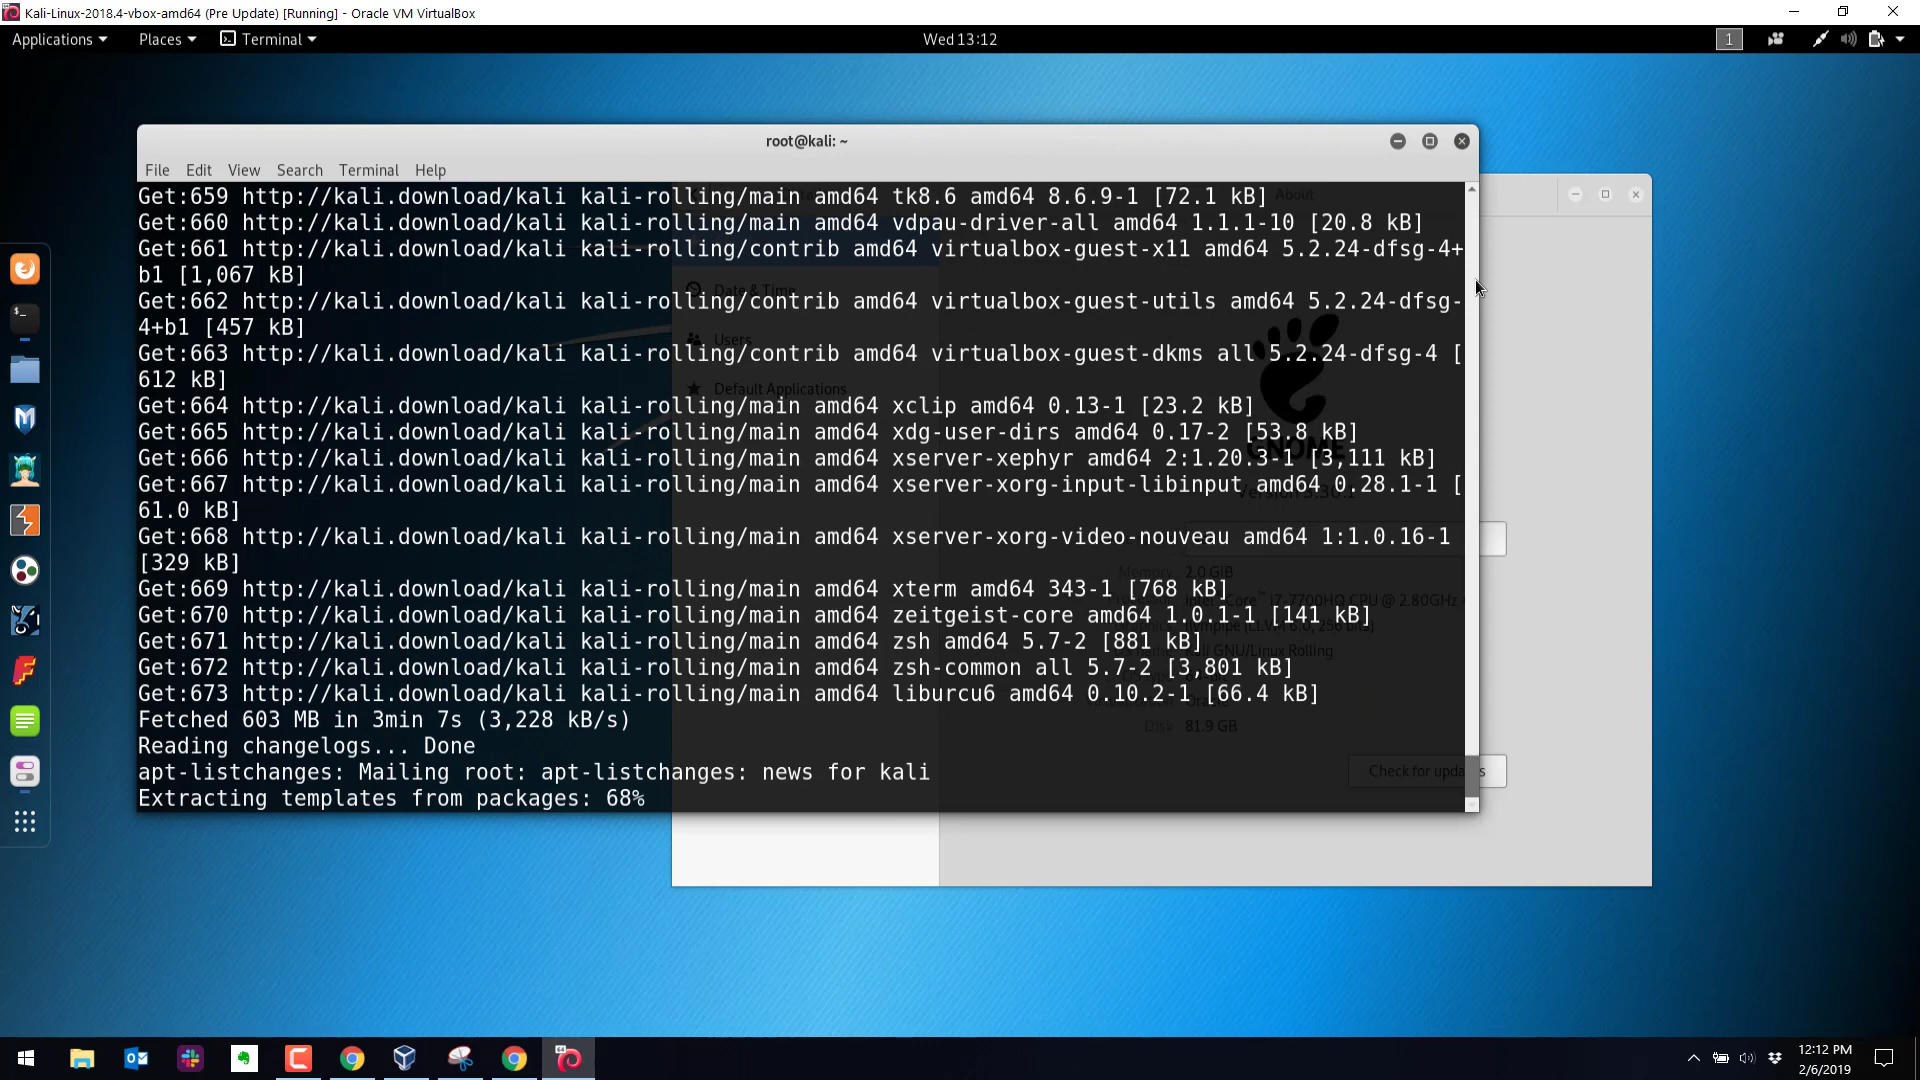 Kali-Linux-2018.4-vbox-amd64 (Pre Update) [Running] - Oracle VM VirtualBox
Applications Places Terminal Wed 13:12 1
root@kali: ~
File Edit View Search Terminal Help
About
Get:659 http://kali.download/kali kali-rolling/main amd64 tk8.6 amd64 8.6.9-1 [72.1 kB]
Get:660 http://kali.download/kali kali-rolling/main amd64 vdpau-driver-all amd64 1.1.1-10 [20.8 kB]
Get:661 http://kali.download/kali kali-rolling/contrib amd64 virtualbox-guest-x11 amd64 5.2.24-dfsg-4+
b1 [1,067 kB]
Date & Time
Get:662 http://kali.download/kali kali-rolling/contrib amd64 virtualbox-guest-utils amd64 5.2.24-dfsg-
4+b1 [457 kB]
Users
Get:663 http://kali.download/kali kali-rolling/contrib amd64 virtualbox-guest-dkms all 5.2.24-dfsg-4 [
612 kB]
Default Applications
Get:664 http://kali.download/kali kali-rolling/main amd64 xclip amd64 0.13-1 [23.2 kB]
Get:665 http://kali.download/kali kali-rolling/main amd64 xdg-user-dirs amd64 0.17-2 [53.8 kB]
GNOME
Get:666 http://kali.download/kali kali-rolling/main amd64 xserver-xephyr amd64 2:1.20.3-1 [3,111 kB]
Get:667 http://kali.download/kali kali-rolling/main amd64 xserver-xorg-input-libinput amd64 0.28.1-1 [
61.0 kB]
Get:668 http://kali.download/kali kali-rolling/main amd64 xserver-xorg-video-nouveau amd64 1:1.0.16-1
[329 kB]
Memory 2.0 GiB
Get:669 http://kali.download/kali kali-rolling/main amd64 xterm amd64 343-1 [768 kB]
Intel® Core™ i7-7700HQ CPU @ 2.80GHz
Get:670 http://kali.download/kali kali-rolling/main amd64 zeitgeist-core amd64 1.0.1-1 [141 kB]
Get:671 http://kali.download/kali kali-rolling/main amd64 zsh amd64 5.7-2 [881 kB]
Kali GNU/Linux Rolling
Get:672 http://kali.download/kali kali-rolling/main amd64 zsh-common all 5.7-2 [3,801 kB]
Get:673 http://kali.download/kali kali-rolling/main amd64 liburcu6 amd64 0.10.2-1 [66.4 kB]
Oracle
Fetched 603 MB in 3min 7s (3,228 kB/s)
Disk 81.9 GB
Reading changelogs... Done
apt-listchanges: Mailing root: apt-listchanges: news for kali
Check for updates
Extracting templates from packages: 68%
12:12 PM
2/6/2019